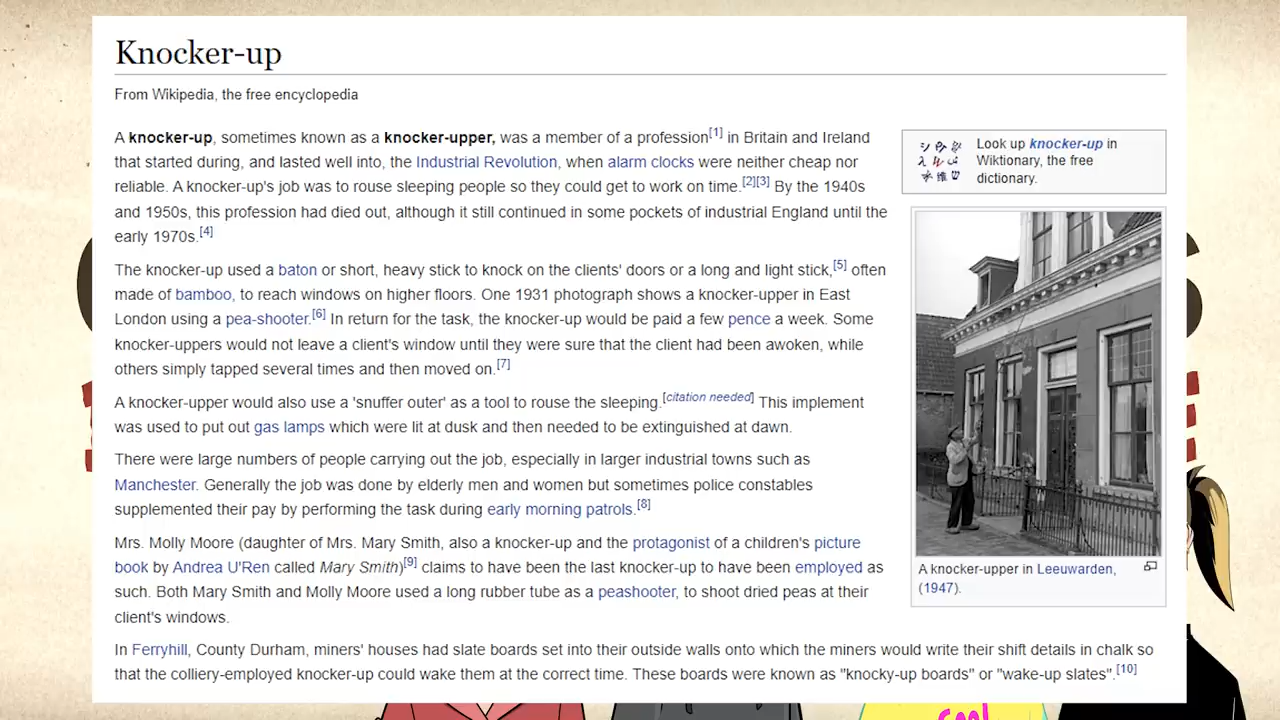 Knocker-up
From Wikipedia, the free encyclopedia
A knocker-up, sometimes known as a knocker-upper, was a member of a profession[1] in Britain and Ireland
that started during, and lasted well into, the Industrial Revolution, when alarm clocks were neither cheap nor
reliable. A knocker-up's job was to rouse sleeping people so they could get to work on time.[2][3] By the 1940s
and 1950s, this profession had died out, although it still continued in some pockets of industrial England until the
early 1970s.[4]
The knocker-up used a baton or short, heavy stick to knock on the clients' doors or a long and light stick,[5] often
made of bamboo, to reach windows on higher floors. One 1931 photograph shows a knocker-upper in East
London using a pea-shooter.[6] In return for the task, the knocker-up would be paid a few pence a week. Some
knocker-uppers would not leave a client's window until they were sure that the client had been awoken, while
others simply tapped several times and then moved on.[7]
A knocker-upper would also use a 'snuffer outer' as a tool to rouse the sleeping.[citation needed] This implement
was used to put out gas lamps which were lit at dusk and then needed to be extinguished at dawn.
There were large numbers of people carrying out the job, especially in larger industrial towns such as
Manchester. Generally the job was done by elderly men and women but sometimes police constables
supplemented their pay by performing the task during early morning patrols.[8]
Mrs. Molly Moore (daughter of Mrs. Mary Smith, also a knocker-up and the protagonist of a children's picture
book by Andrea U'Ren called Mary Smith)[9] claims to have been the last knocker-up to have been employed as
such. Both Mary Smith and Molly Moore used a long rubber tube as a peashooter, to shoot dried peas at their
client's windows.
In Ferryhill, County Durham, miners' houses had slate boards set into their outside walls onto which the miners would write their shift details in chalk so
that the colliery-employed knocker-up could wake them at the correct time. These boards were known as "knocky-up boards" or "wake-up slates".[10]
Look up knocker-up in
Wiktionary, the free
dictionary.
A knocker-upper in Leeuwarden,
(1947).